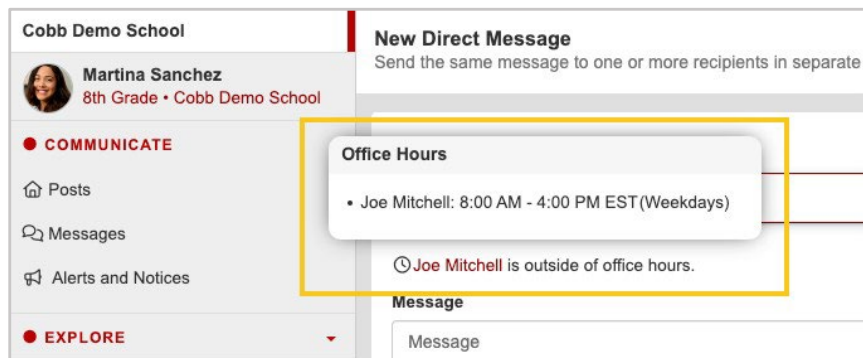 Cobb Demo School
Martina Sanchez
8th Grade • Cobb Demo School
COMMUNICATE
Posts
Messages
Alerts and Notices
EXPLORE
New Direct Message
Send the same message to one or more recipients in separate
Office Hours
• Joe Mitchell: 8:00 AM - 4:00 PM EST(Weekdays)
Joe Mitchell is outside of office hours.
Message
Message